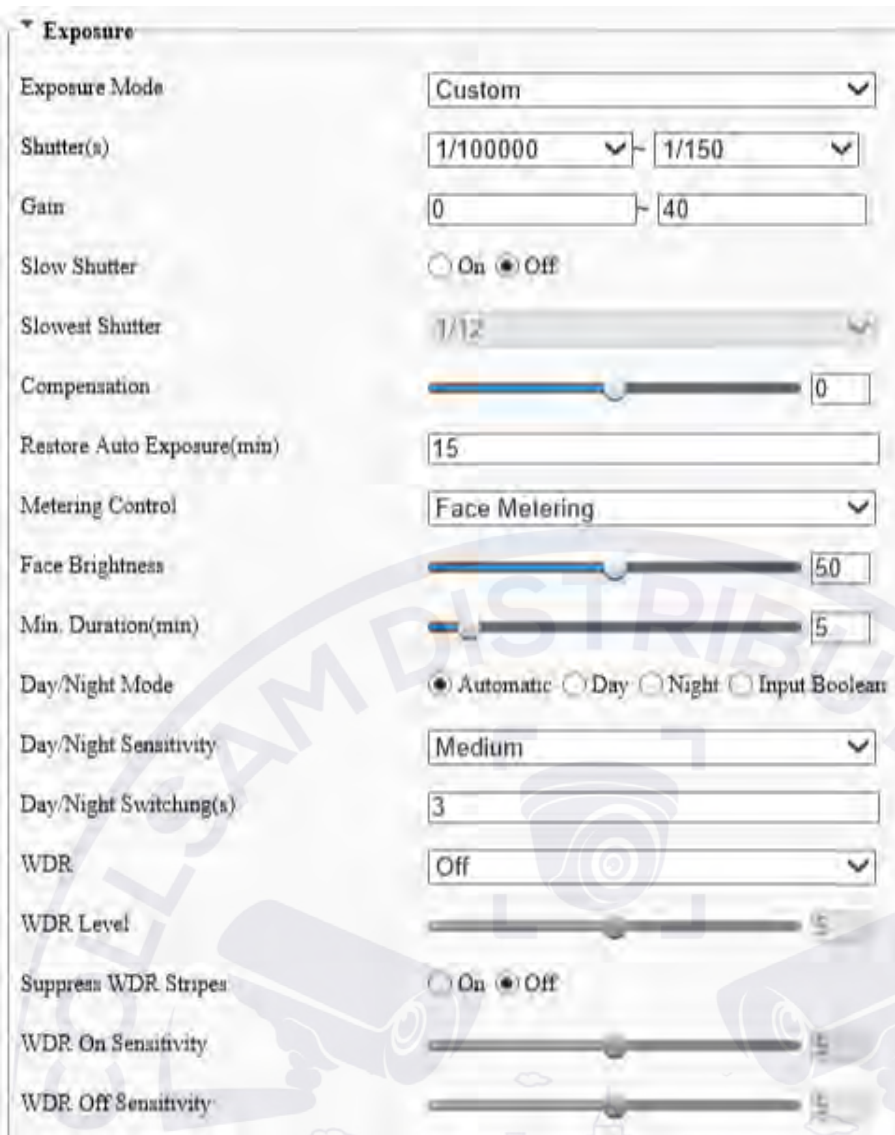 Exposure
Exposure Mode Custom
Shutter(s) 1/100000 ~ 1/150
Gain 0 ~ 40
Slow Shutter On Off
Slowest Shutter 1/12
Compensation 0
Restore Auto Exposure(min) 15
Metering Control Face Metering
Face Brightness 50
Min. Duration(min) 5
Day/Night Mode Automatic Day Night Input Boolean
Day/Night Sensitivity Medium
Day/Night Switching(s) 3
WDR Off
WDR Level
Suppress WDR Stripes On Off
WDR On Sensitivity
WDR Off Sensitivity